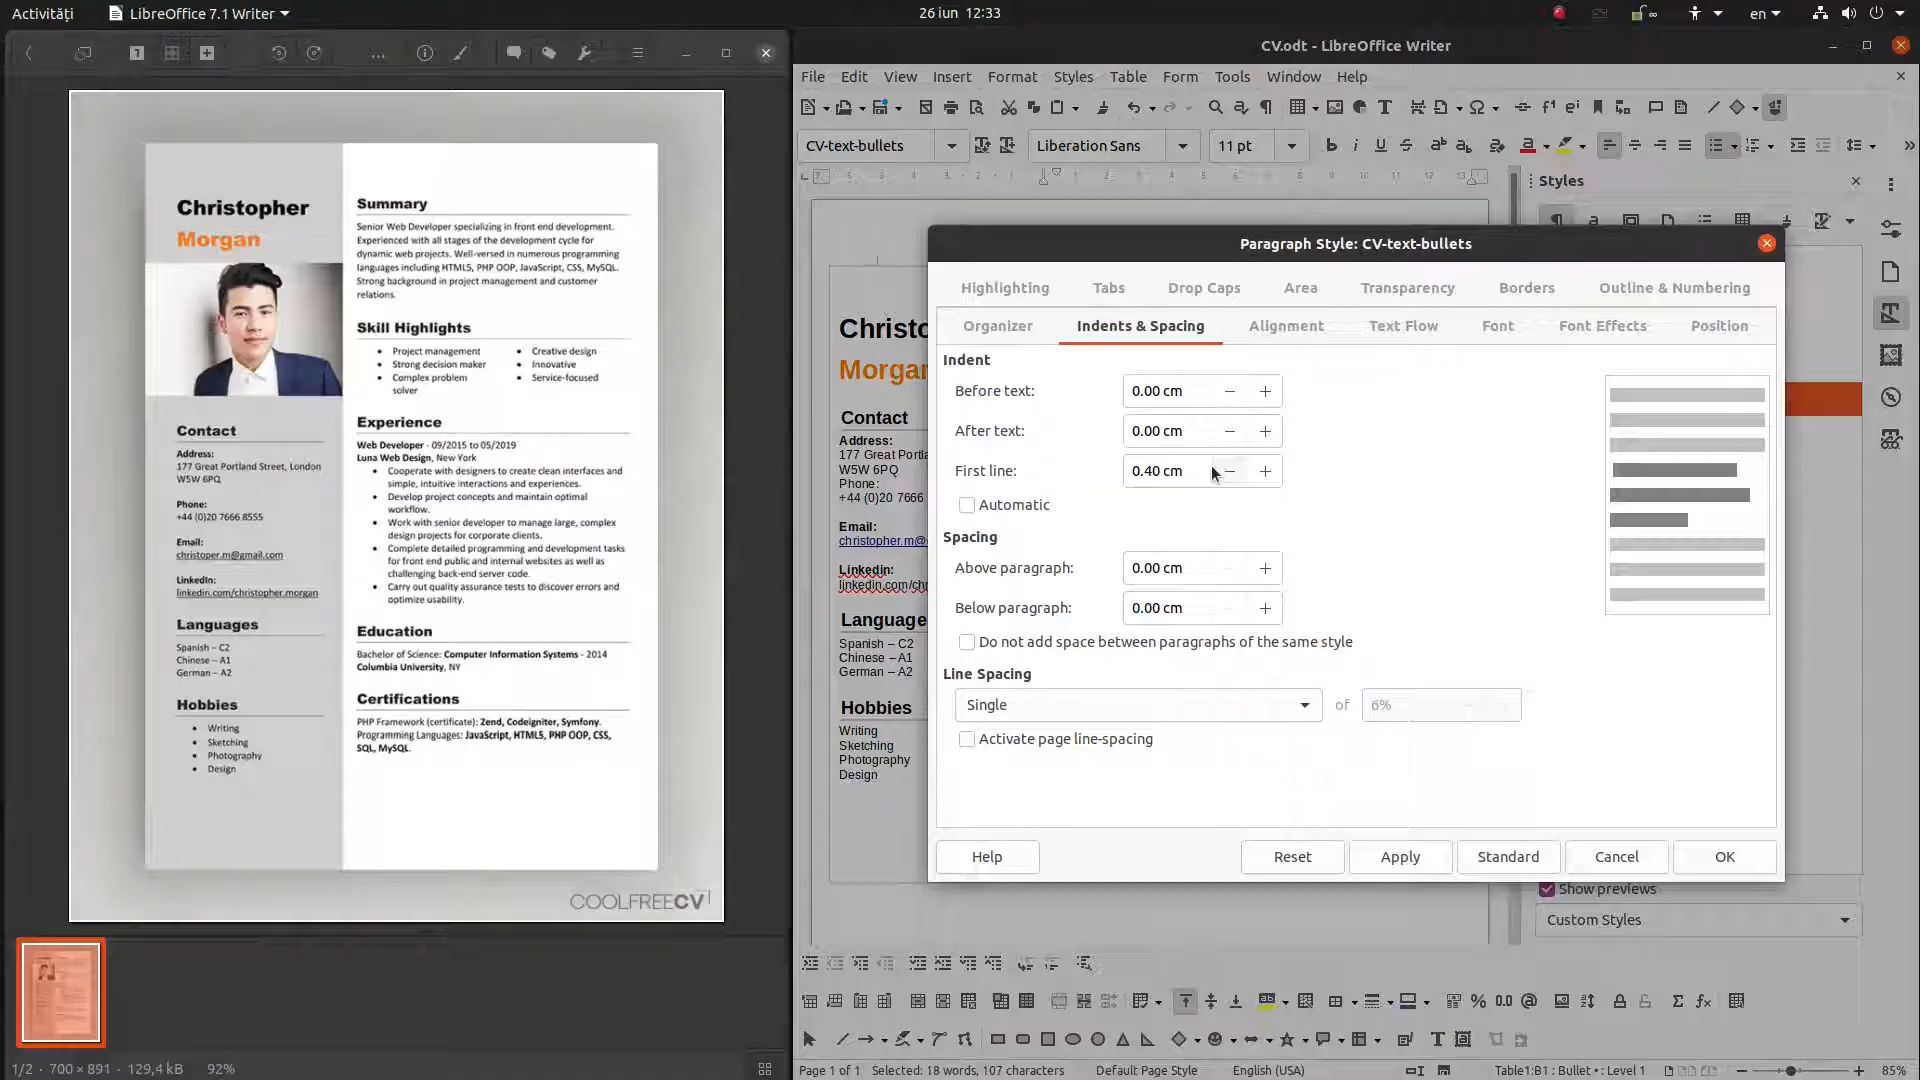 Activități
LibreOffice 7.1 Writer
26 iun 12:33
en
Christopher
Morgan
Contact
Address:
177 Great Portland Street, London
W5W 6PQ
Phone:
+44 (0)20 7666 8555
Email:
christoper.m@gmail.com
LinkedIn:
linkedin.com/christopher.morgan
Languages
Spanish – C2
Chinese – A1
German – A2
Hobbies
• Writing
• Sketching
• Photography
• Design
Summary
Senior Web Developer specializing in front end development.
Experienced with all stages of the development cycle for
dynamic web projects. Well-versed in numerous programming
languages including HTML5, PHP OOP, JavaScript, CSS, MySQL.
Strong background in project management and customer
relations.
Skill Highlights
• Project management
• Strong decision maker
• Complex problem
solver
• Creative design
• Innovative
• Service-focused
Experience
Web Developer - 09/2015 to 05/2019
Luna Web Design, New York
• Cooperate with designers to create clean interfaces and
simple, intuitive interactions and experiences.
• Develop project concepts and maintain optimal
workflow.
• Work with senior developer to manage large, complex
design projects for corporate clients.
• Complete detailed programming and development tasks
for front end public and internal websites as well as
challenging back-end server code.
• Carry out quality assurance tests to discover errors and
optimize usability.
Education
Bachelor of Science: Computer Information Systems - 2014
Columbia University, NY
Certifications
PHP Framework (certificate): Zend, Codeigniter, Symfony.
Programming Languages: JavaScript, HTML5, PHP OOP, CSS,
SQL, MySQL.
COOLFREECV
1/2 · 700 × 891 · 129,4 kB 92%
CV.odt - LibreOffice Writer
File Edit View Insert Format Styles Table Form Tools Window Help
CV-text-bullets
Liberation Sans
11 pt
Styles
Christo
Morgan
Contact
Address:
177 Great Portla
W5W 6PQ
Phone:
+44 (0)20 7666
Email:
christopher.m@
Linkedin:
linkedin.com/chr
Language
Spanish – C2
Chinese – A1
German – A2
Hobbies
Writing
Sketching
Photography
Design
Paragraph Style: CV-text-bullets
Highlighting Tabs Drop Caps Area Transparency Borders Outline & Numbering
Organizer Indents & Spacing Alignment Text Flow Font Font Effects Position
Indent
Before text: 0.00 cm
After text: 0.00 cm
First line: 0.40 cm
Automatic
Spacing
Above paragraph: 0.00 cm
Below paragraph: 0.00 cm
Do not add space between paragraphs of the same style
Line Spacing
Single of 6%
Activate page line-spacing
Help Reset Apply Standard Cancel OK
Show previews
Custom Styles
Page 1 of 1 Selected: 18 words, 107 characters Default Page Style English (USA) Table1:B1 : Bullet • : Level 1 85%